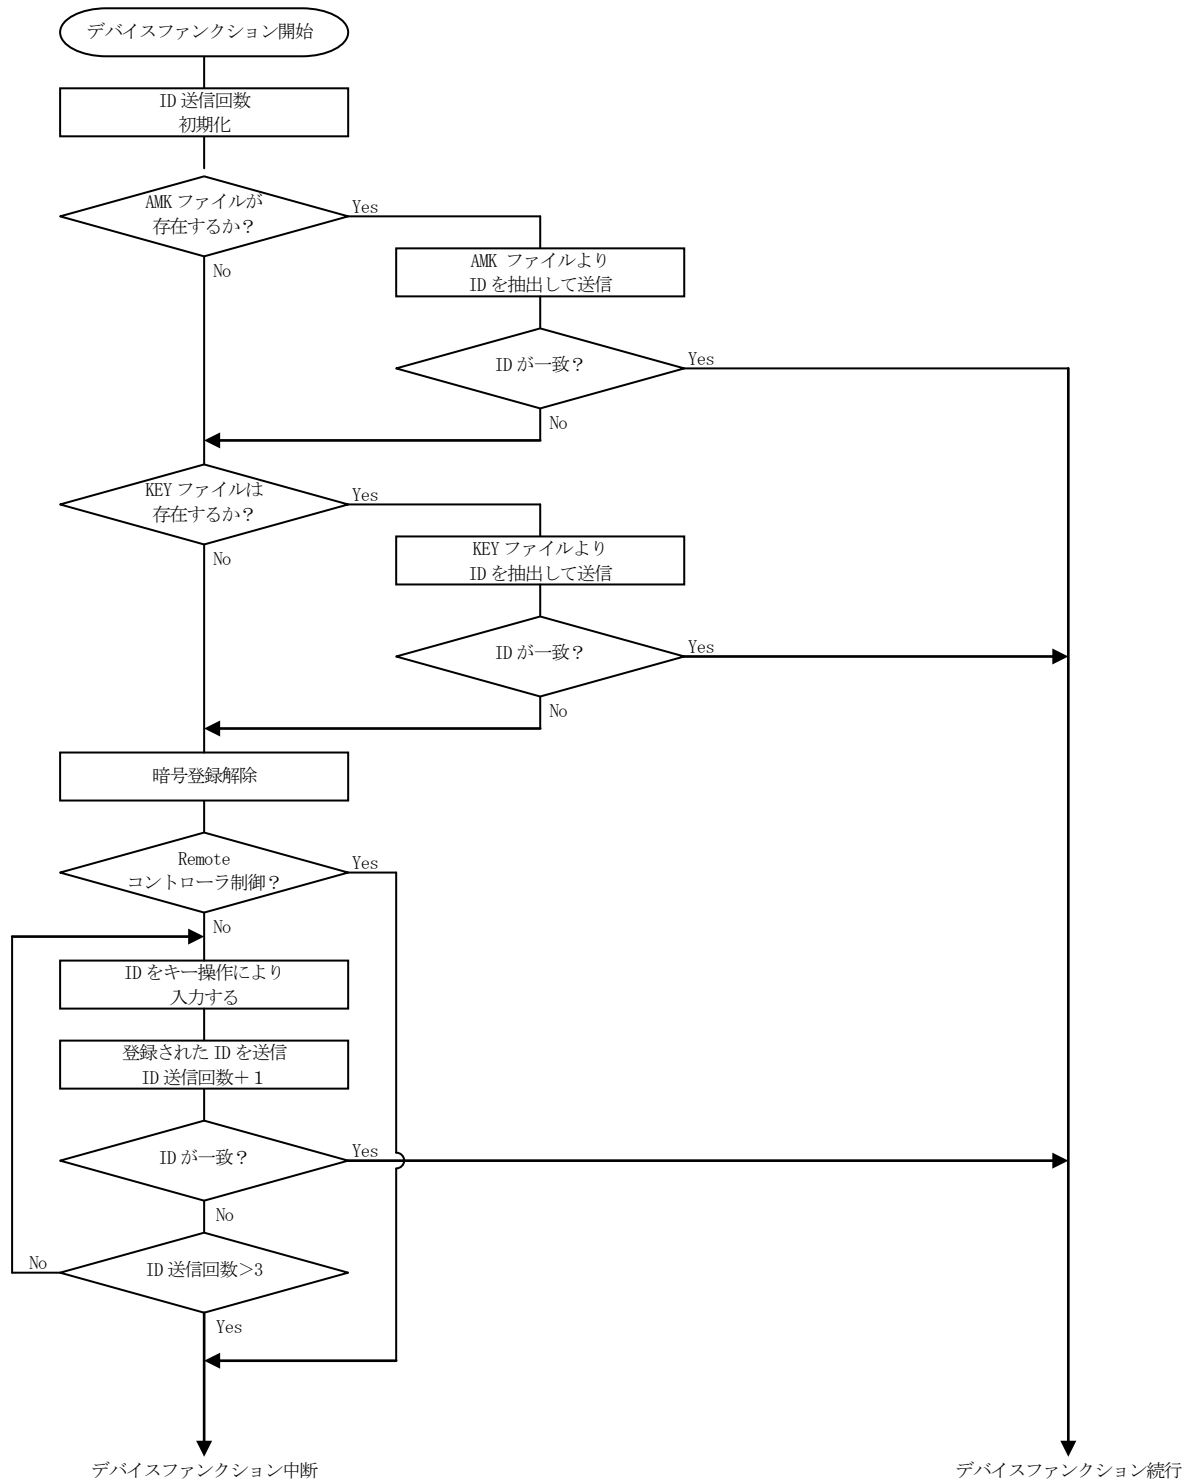 デバイスファンクション開始
ID 送信回数
初期化
AMK ファイルが
存在するか？
Yes
No
AMK ファイルより
ID を抽出して送信
ID が一致？
Yes
No
KEY ファイルは
存在するか？
Yes
No
KEY ファイルより
ID を抽出して送信
ID が一致？
Yes
No
暗号登録解除
Remote
コントローラ制御？
Yes
No
ID をキー操作により
入力する
登録された ID を送信
ID 送信回数＋１
ID が一致？
Yes
No
ID 送信回数＞3
No
Yes
デバイスファンクション中断
デバイスファンクション続行